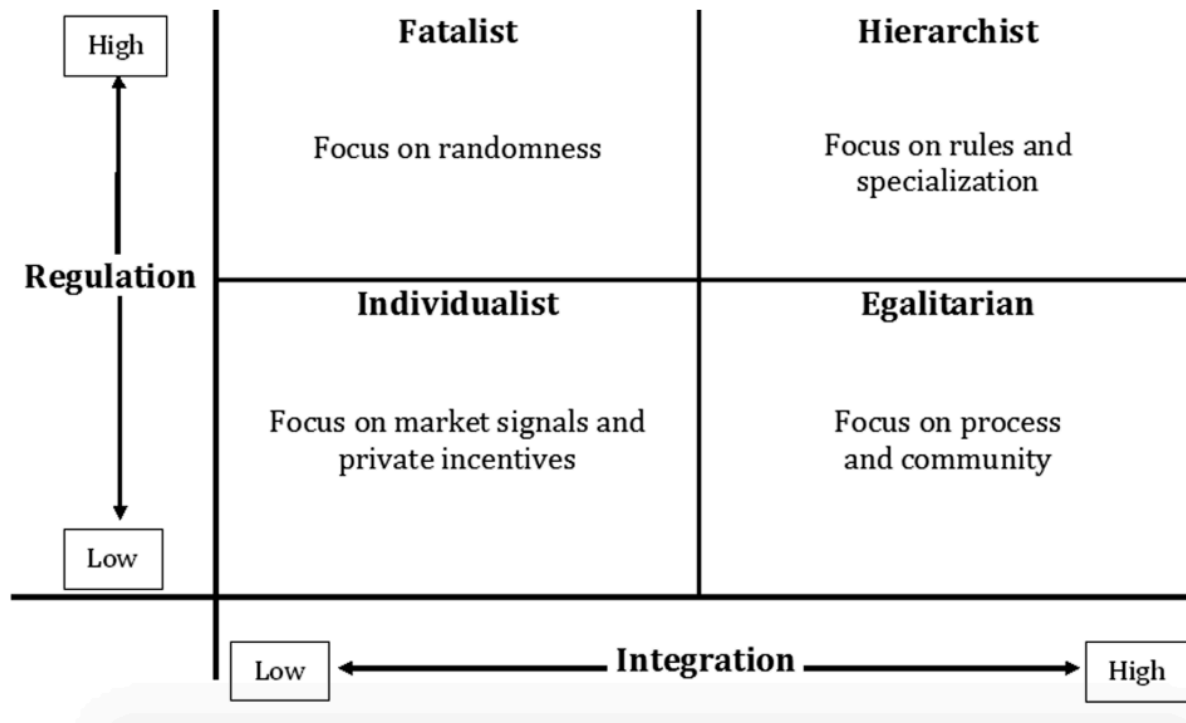 High
Fatalist
Hierarchist
Focus on randomness
Focus on rules and
specialization
Regulation
Individualist
Egalitarian
Focus on market signals and
private incentives
Focus on process
and community
Low
Low
Integration
High